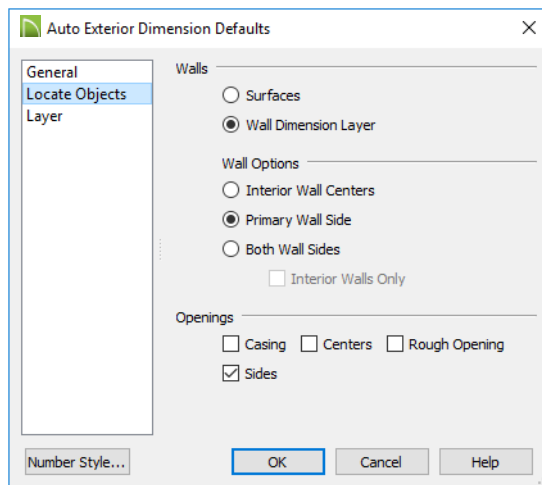 Auto Exterior Dimension Defaults
General
Locate Objects
Layer
Walls
Surfaces
Wall Dimension Layer
Wall Options
Interior Wall Centers
Primary Wall Side
Both Wall Sides
Interior Walls Only
Openings
Casing Centers Rough Opening
Sides
Number Style... OK Cancel Help